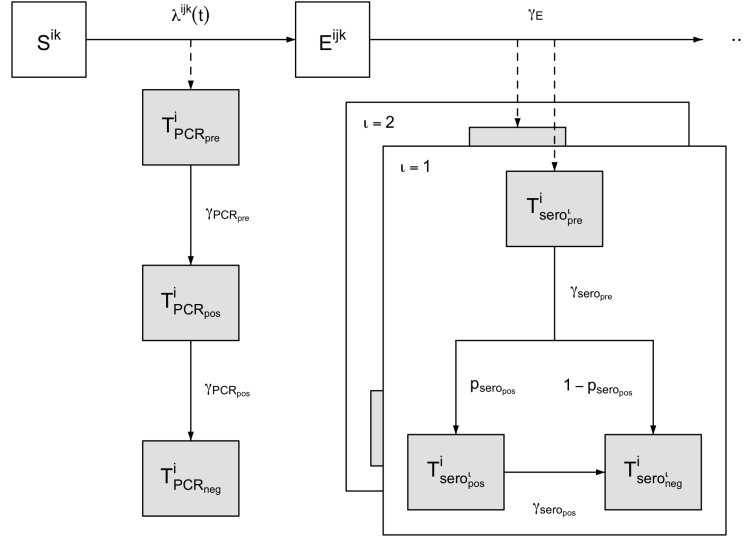 λ^ijk(t)
γ_E
S^ik
E^ijk
..
T^i_PCR_pre
ι = 2
ι = 1
T^i_sero^ι_pre
γ_PCR_pre
T^i_PCR_pos
γ_sero_pre
γ_PCR_pos
p_sero_pos
1 − p_sero_pos
T^i_PCR_neg
T^i_sero^ι_pos
T^i_sero^ι_neg
γ_sero_pos